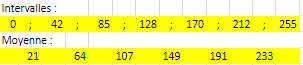 Intervalles :
0 ; 42 ; 85 ; 128 ; 170 ; 212 ; 255
Moyenne :
21 64 107 149 191 233